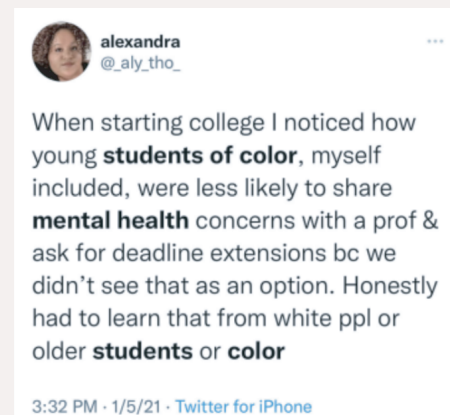 alexandra
@_aly_tho_
When starting college I noticed how
young students of color, myself
included, were less likely to share
mental health concerns with a prof &
ask for deadline extensions bc we
didn't see that as an option. Honestly
had to learn that from white ppl or
older students or color
3:32 PM · 1/5/21 · Twitter for iPhone